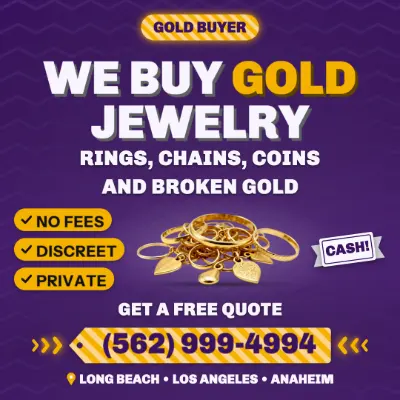 GOLD BUYER
WE BUY GOLD
JEWELRY
RINGS, CHAINS, COINS
AND BROKEN GOLD
NO FEES
DISCREET
PRIVATE
CASH!
GET A FREE QUOTE
(562) 999-4994
LONG BEACH • LOS ANGELES • ANAHEIM